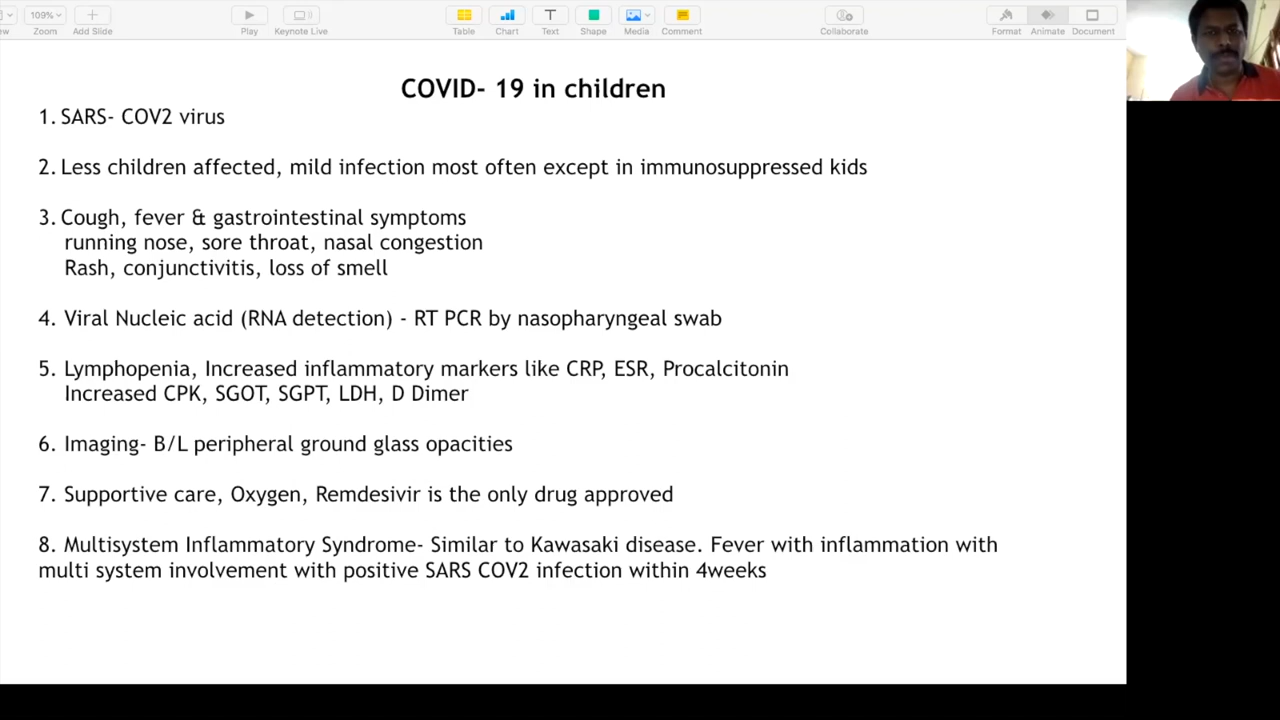 109%
ew
Zoom
Add Slide
Play
Keynote Live
Table
Chart
Text
Shape
Media
Comment
Collaborate
Format
Animate
Document
COVID- 19 in children
1. SARS- COV2 virus
2. Less children affected, mild infection most often except in immunosuppressed kids
3. Cough, fever & gastrointestinal symptoms
running nose, sore throat, nasal congestion
Rash, conjunctivitis, loss of smell
4. Viral Nucleic acid (RNA detection) - RT PCR by nasopharyngeal swab
5. Lymphopenia, Increased inflammatory markers like CRP, ESR, Procalcitonin
Increased CPK, SGOT, SGPT, LDH, D Dimer
6. Imaging- B/L peripheral ground glass opacities
7. Supportive care, Oxygen, Remdesivir is the only drug approved
8. Multisystem Inflammatory Syndrome- Similar to Kawasaki disease. Fever with inflammation with
multi system involvement with positive SARS COV2 infection within 4weeks